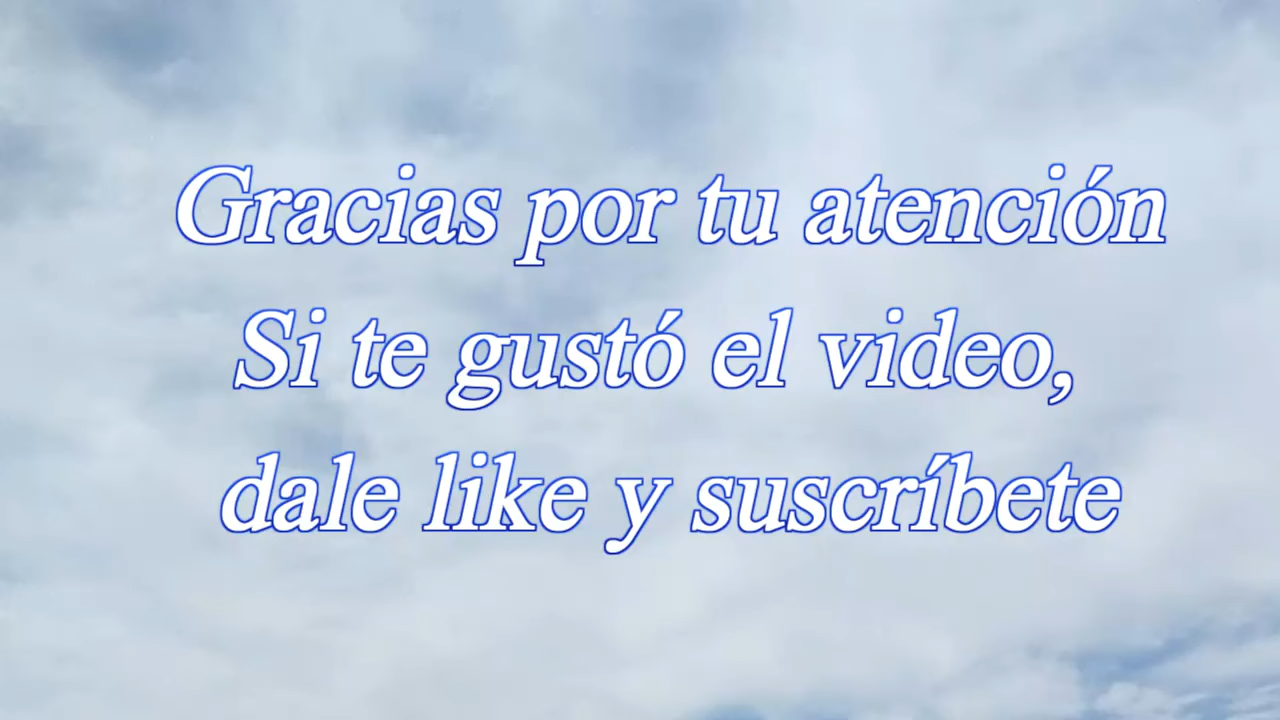 Gracias por tu atención
Si te gustó el video,
dale like y suscríbete